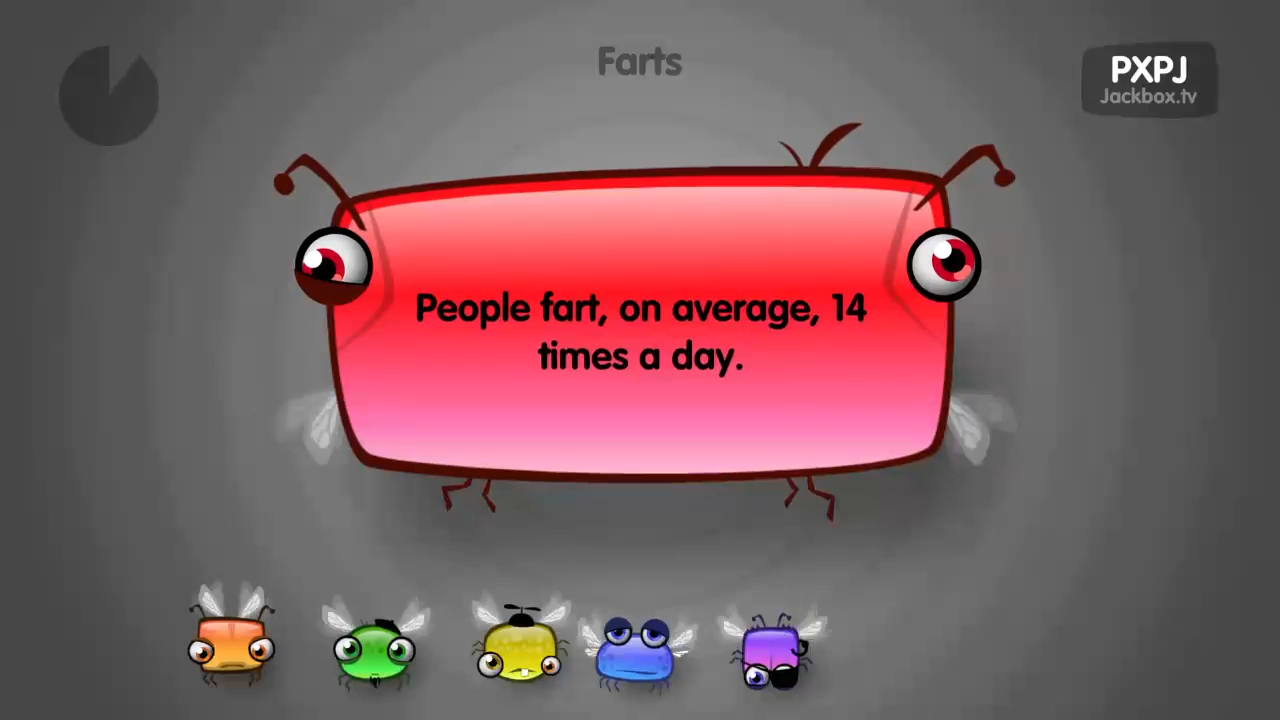 Farts
PXPJ
Jackbox.tv
People fart, on average, 14
times a day.